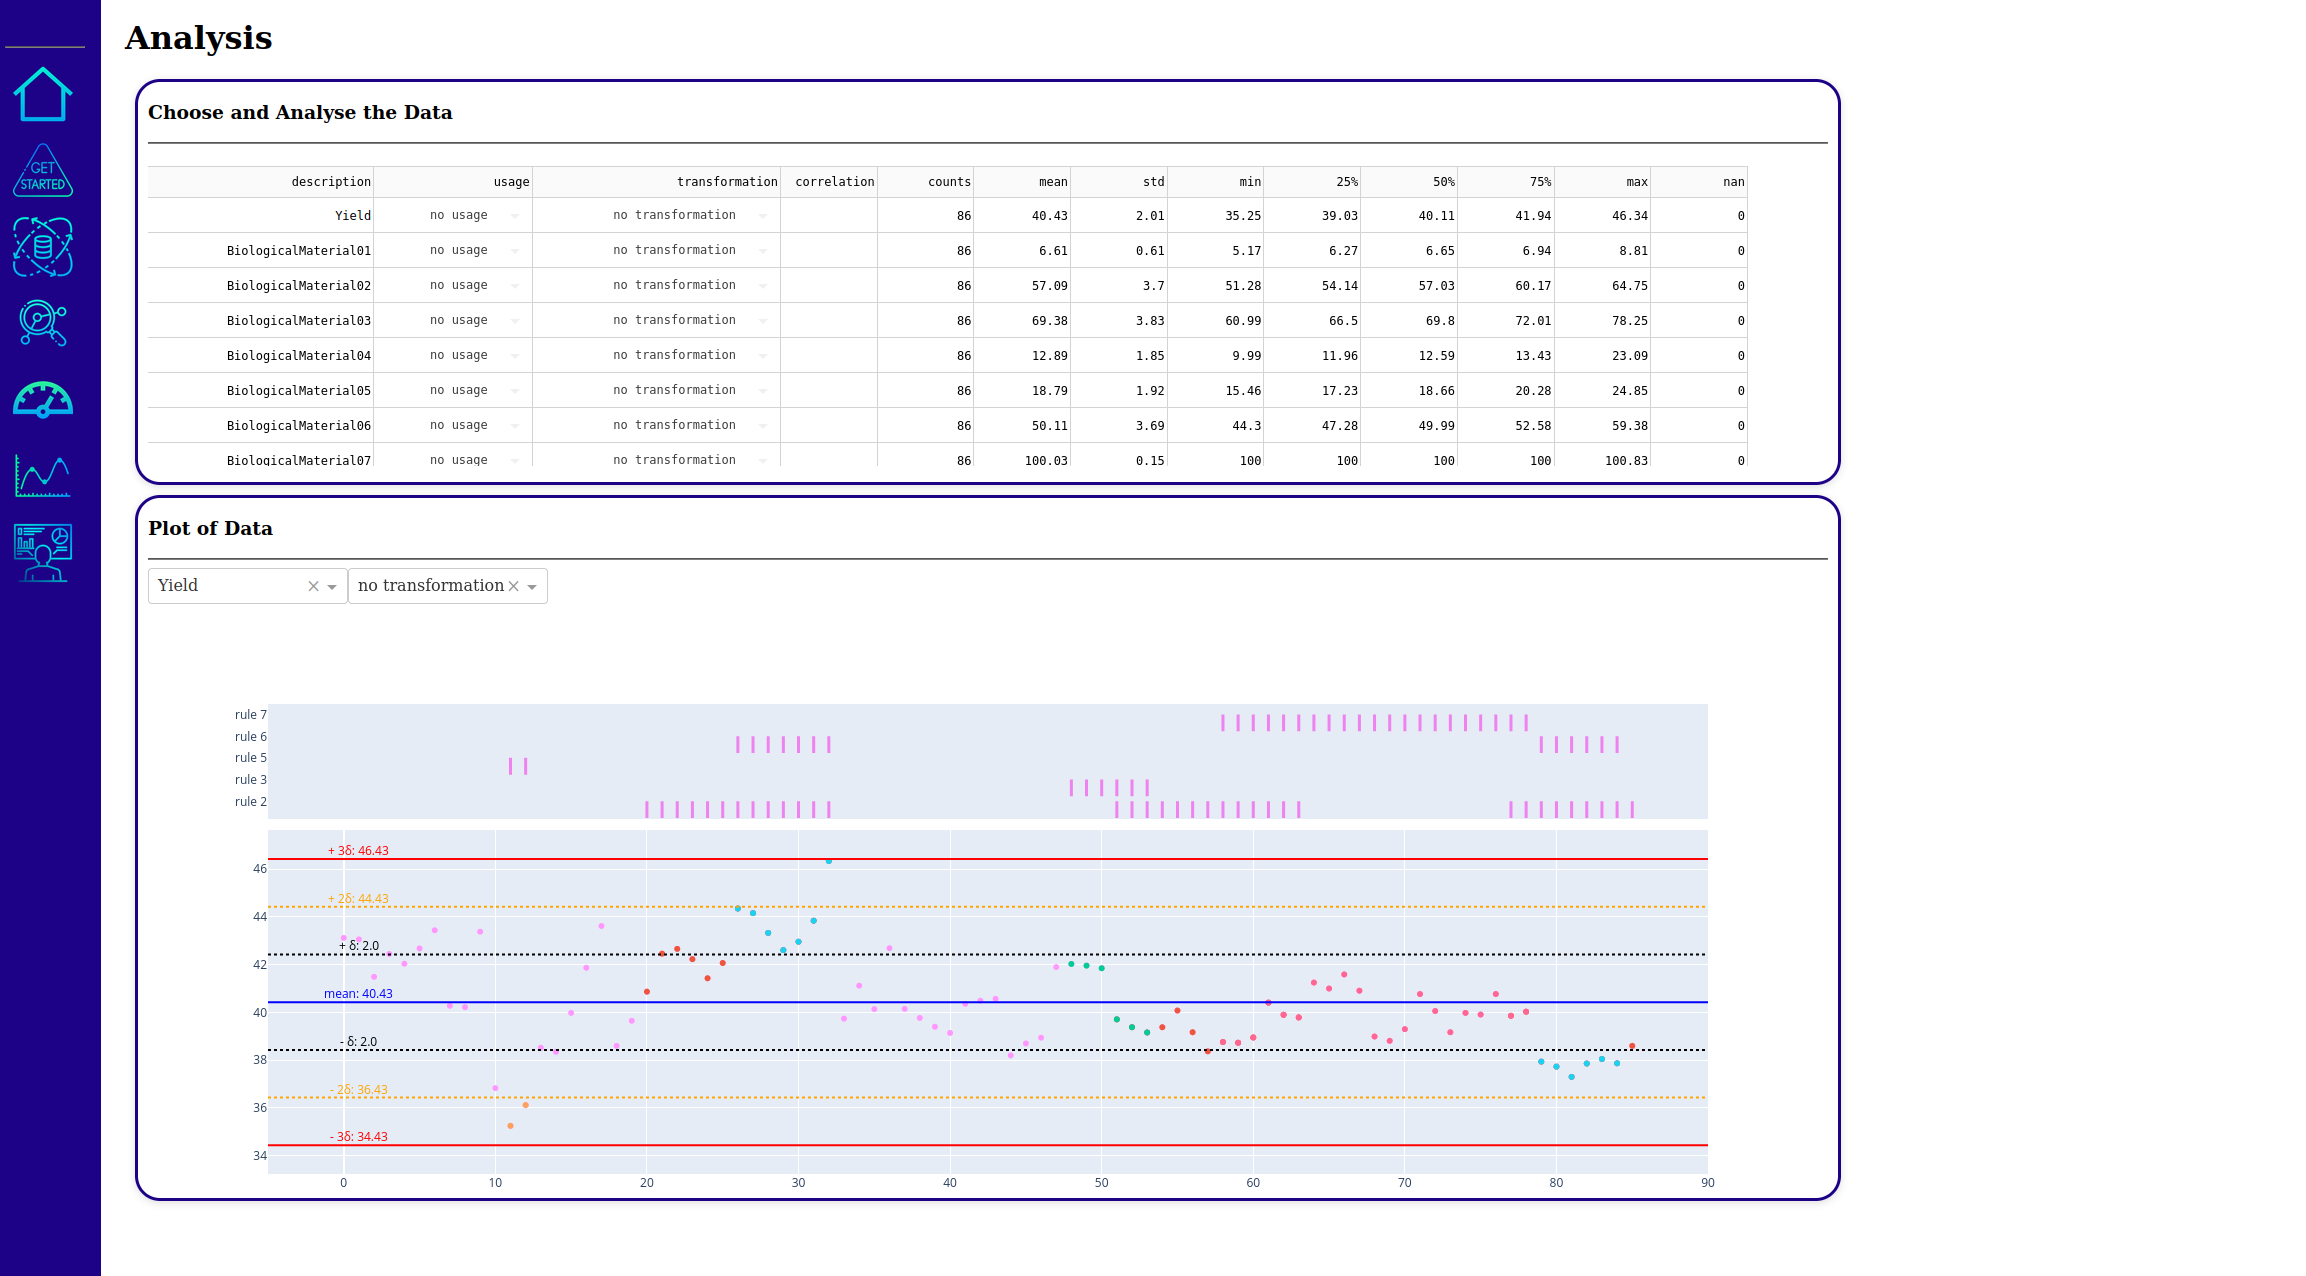 Analysis
GET
STARTED
Choose and Analyse the Data
description usage transformation correlation counts mean std min 25% 50% 75% max nan
Yield no usage no transformation 86 40.43 2.01 35.25 39.03 40.11 41.94 46.34 0
BiologicalMaterial01 no usage no transformation 86 6.61 0.61 5.17 6.27 6.65 6.94 8.81 0
BiologicalMaterial02 no usage no transformation 86 57.09 3.7 51.28 54.14 57.03 60.17 64.75 0
BiologicalMaterial03 no usage no transformation 86 69.38 3.83 60.99 66.5 69.8 72.01 78.25 0
BiologicalMaterial04 no usage no transformation 86 12.89 1.85 9.99 11.96 12.59 13.43 23.09 0
BiologicalMaterial05 no usage no transformation 86 18.79 1.92 15.46 17.23 18.66 20.28 24.85 0
BiologicalMaterial06 no usage no transformation 86 50.11 3.69 44.3 47.28 49.99 52.58 59.38 0
BiologicalMaterial07 no usage no transformation 86 100.03 0.15 100 100 100 100 100.83 0
Plot of Data
Yield × no transformation ×
rule 7
rule 6
rule 5
rule 3
rule 2
+ 3δ: 46.43
46
+ 2δ: 44.43
44
+ δ: 2.0
42
mean: 40.43
40
- δ: 2.0
38
- 2δ: 36.43
36
- 3δ: 34.43
34
0 10 20 30 40 50 60 70 80 90